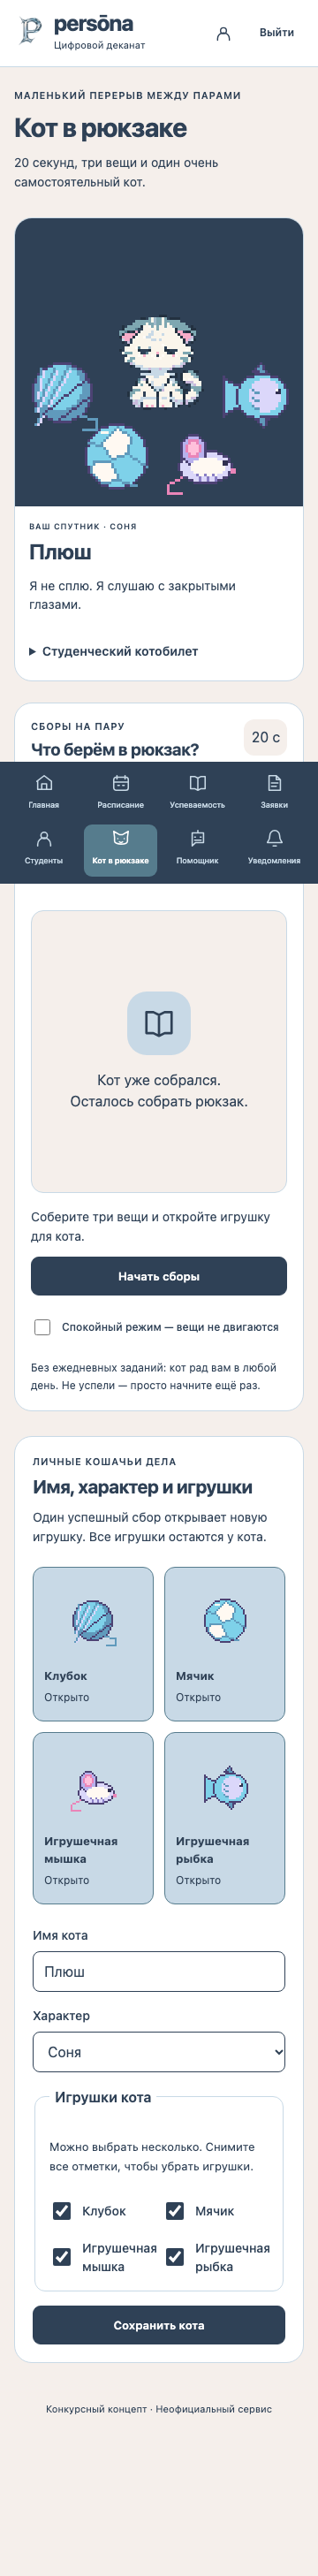 persōna
Цифровой деканат
Выйти
МАЛЕНЬКИЙ ПЕРЕРЫВ МЕЖДУ ПАРАМИ
Кот в рюкзаке
20 секунд, три вещи и один очень
самостоятельный кот.
ВАШ СПУТНИК · СОНЯ
Плюш
Я не сплю. Я слушаю с закрытыми
глазами.
Студенческий котобилет
СБОРЫ НА ПАРУ
Что берём в рюкзак?
20 с
Главная
Расписание
Успеваемость
Заявки
Студенты
Кот в рюкзаке
Помощник
Уведомления
Кот уже собрался.
Осталось собрать рюкзак.
Соберите три вещи и откройте игрушку
для кота.
Начать сборы
Спокойный режим — вещи не двигаются
Без ежедневных заданий: кот рад вам в любой
день. Не успели — просто начните ещё раз.
ЛИЧНЫЕ КОШАЧЬИ ДЕЛА
Имя, характер и игрушки
Один успешный сбор открывает новую
игрушку. Все игрушки остаются у кота.
Клубок
Открыто
Мячик
Открыто
Игрушечная
мышка
Открыто
Игрушечная
рыбка
Открыто
Имя кота
Плюш
Характер
Соня
Игрушки кота
Можно выбрать несколько. Снимите
все отметки, чтобы убрать игрушки.
Клубок
Мячик
Игрушечная
мышка
Игрушечная
рыбка
Сохранить кота
Конкурсный концепт · Неофициальный сервис